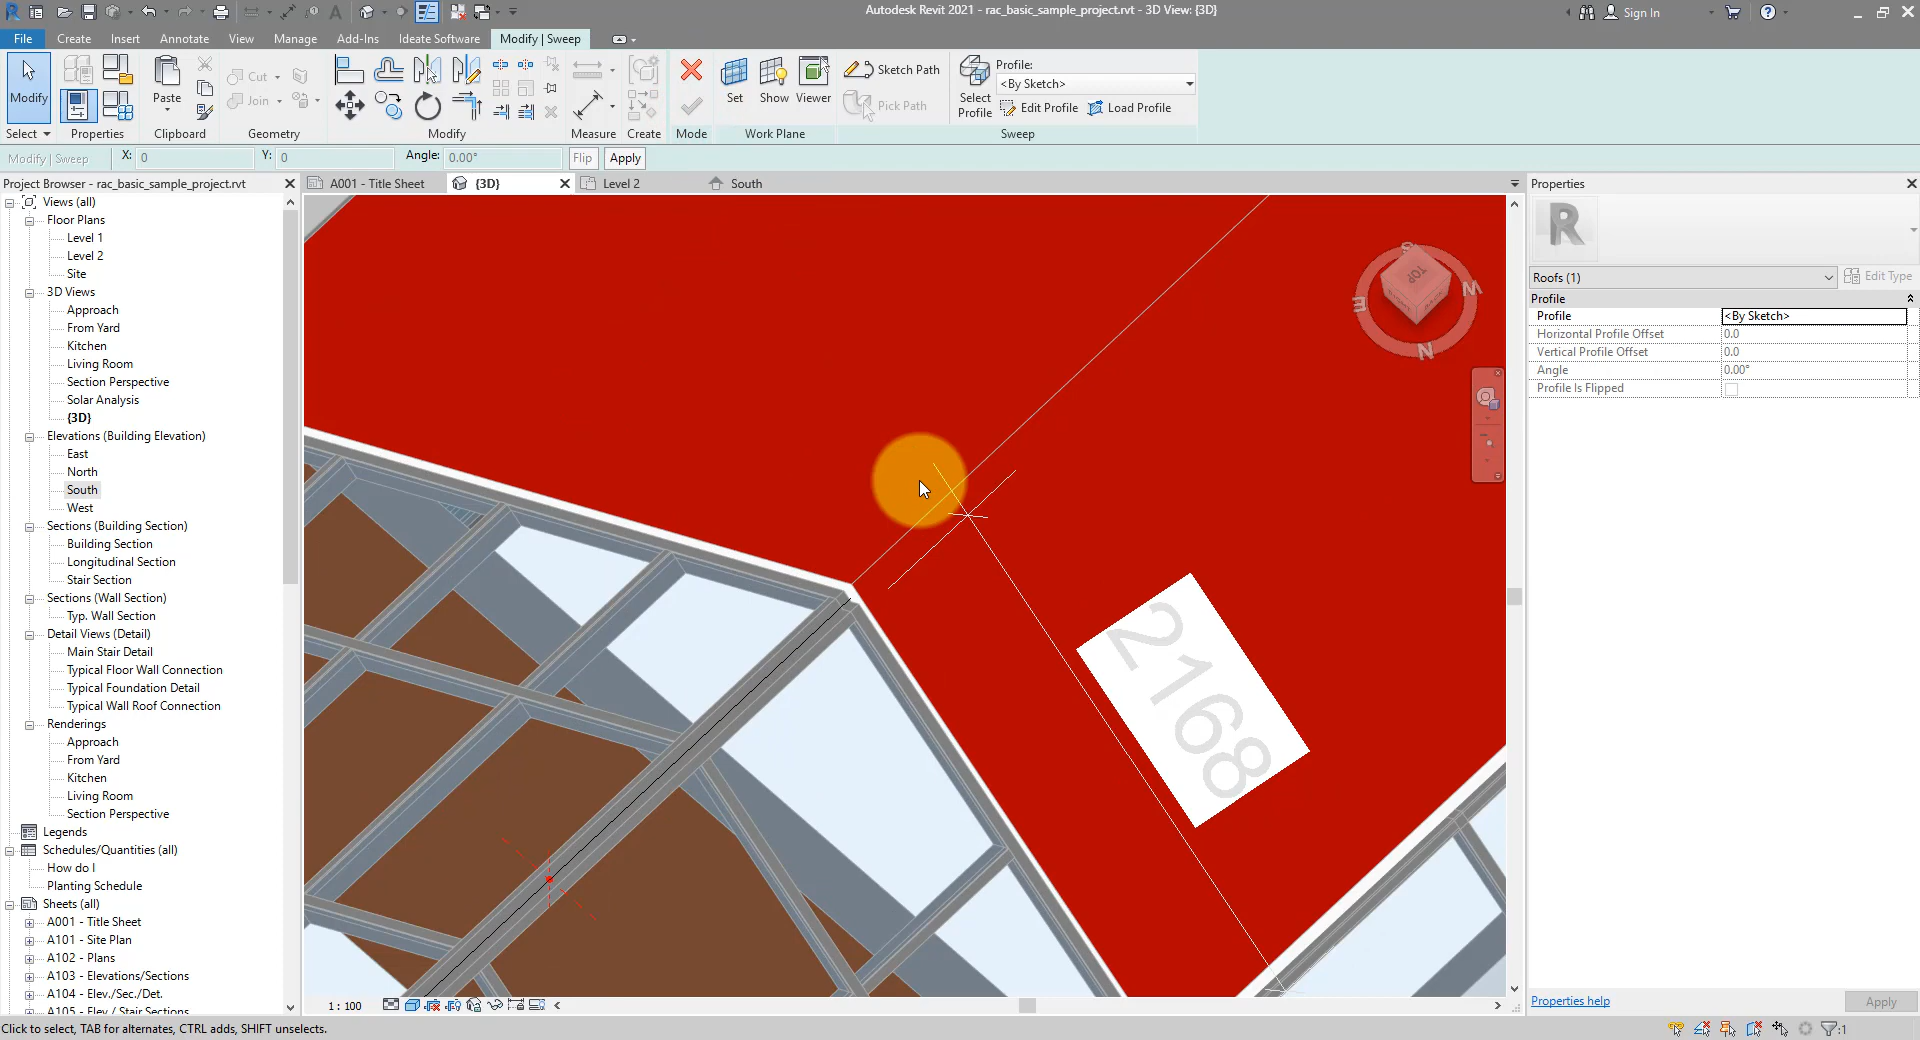 Autodesk Revit 2021 - rac_basic_sample_project.rvt - 3D View: {3D}
Sign In
File
Create
Insert
Annotate
View
Manage
Add-Ins
Ideate Software
Modify | Sweep
Modify
Paste
Cut
Join
Set
Show
Viewer
Sketch Path
Pick Path
Select
Profile
Profile:
<By Sketch>
Edit Profile
Load Profile
Select
Properties
Clipboard
Geometry
Modify
Measure
Create
Mode
Work Plane
Sweep
Modify | Sweep
X: 0
Y: 0
Angle: 0.00°
Flip
Apply
Project Browser - rac_basic_sample_project.rvt
A001 - Title Sheet
{3D}
Level 2
South
Properties
Views (all)
Floor Plans
Level 1
Level 2
Site
3D Views
Approach
From Yard
Kitchen
Living Room
Section Perspective
Solar Analysis
{3D}
Elevations (Building Elevation)
East
North
South
West
Sections (Building Section)
Building Section
Longitudinal Section
Stair Section
Sections (Wall Section)
Typ. Wall Section
Detail Views (Detail)
Main Stair Detail
Typical Floor Wall Connection
Typical Foundation Detail
Typical Wall Roof Connection
Renderings
Approach
From Yard
Kitchen
Living Room
Section Perspective
Legends
Schedules/Quantities (all)
How do I
Planting Schedule
Sheets (all)
A001 - Title Sheet
A101 - Site Plan
A102 - Plans
A103 - Elevations/Sections
A104 - Elev./Sec./Det.
A105 - Elev./ Stair Sections
S
TOP
E
W
N
2168
R
Roofs (1)
Edit Type
Profile
Profile
<By Sketch>
Horizontal Profile Offset
0.0
Vertical Profile Offset
0.0
Angle
0.00°
Profile Is Flipped
1 : 100
Properties help
Apply
Click to select, TAB for alternates, CTRL adds, SHIFT unselects.
:1